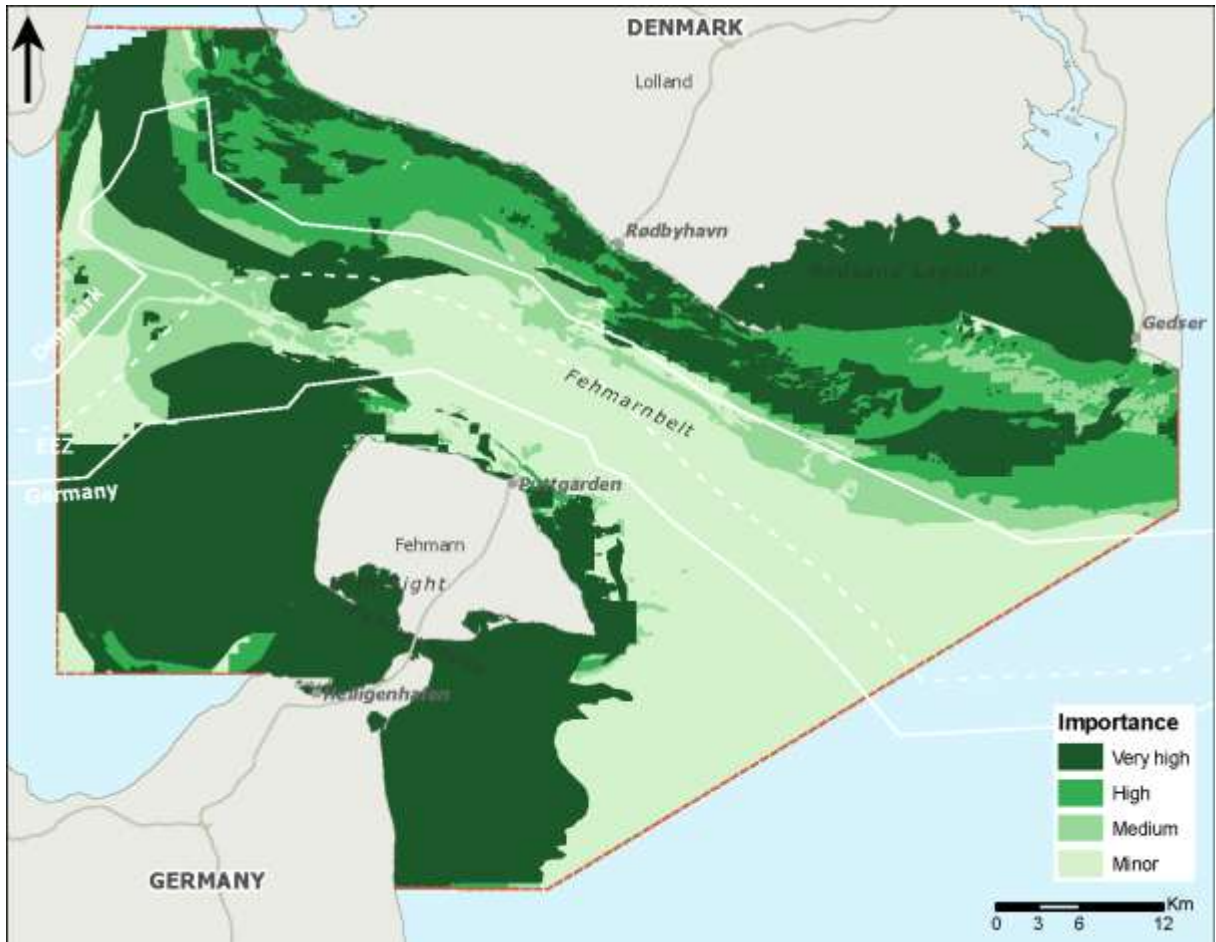 DENMARK
Lolland
Rødbyhavn
Gedser
Denmark
Fehmarnbelt
EEZ
Germany
Puttgarden
Fehmarn
Heiligenhafen
GERMANY
Importance
Very high
High
Medium
Minor
Km
0 3 6 12